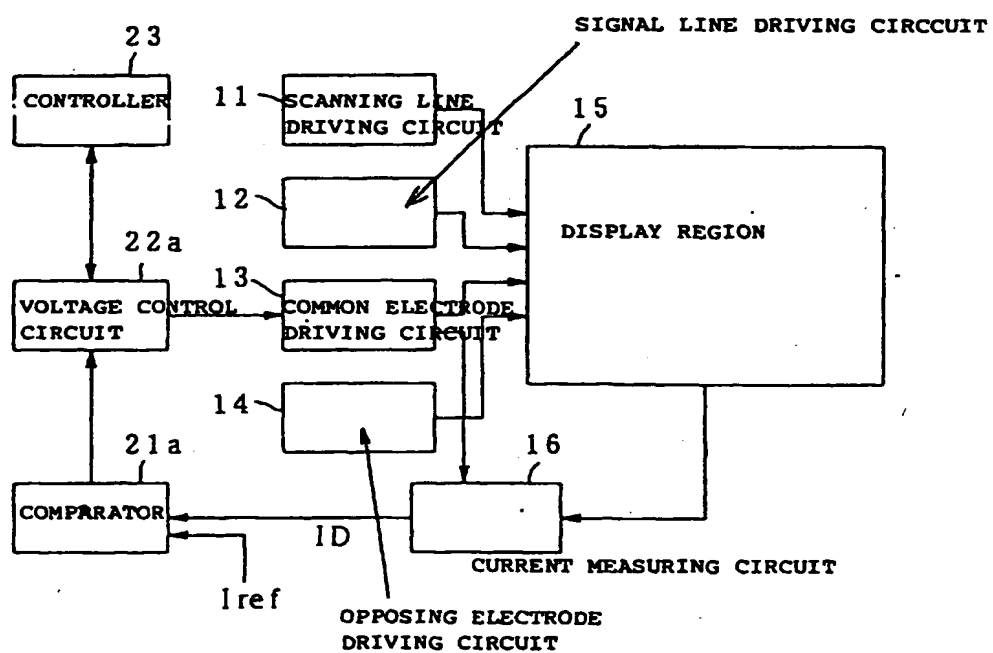 SIGNAL LINE DRIVING CIRCCUIT
23
CONTROLLER
11
SCANNING LINE
DRIVING CIRCUIT
15
12
DISPLAY REGION
22a
VOLTAGE CONTROL
CIRCUIT
13
COMMON ELECTRODE
DRIVING CIRCUIT
14
21a
COMPARATOR
16
ID
Iref
CURRENT MEASURING CIRCUIT
OPPOSING ELECTRODE
DRIVING CIRCUIT